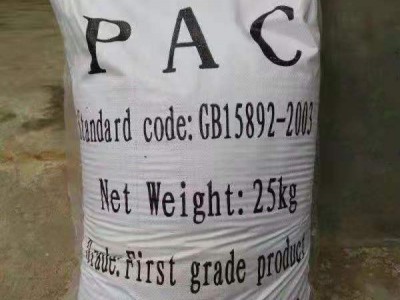 PAC
Standard code:GB15892-2003
Net Weight:25kg
Grade:First grade product